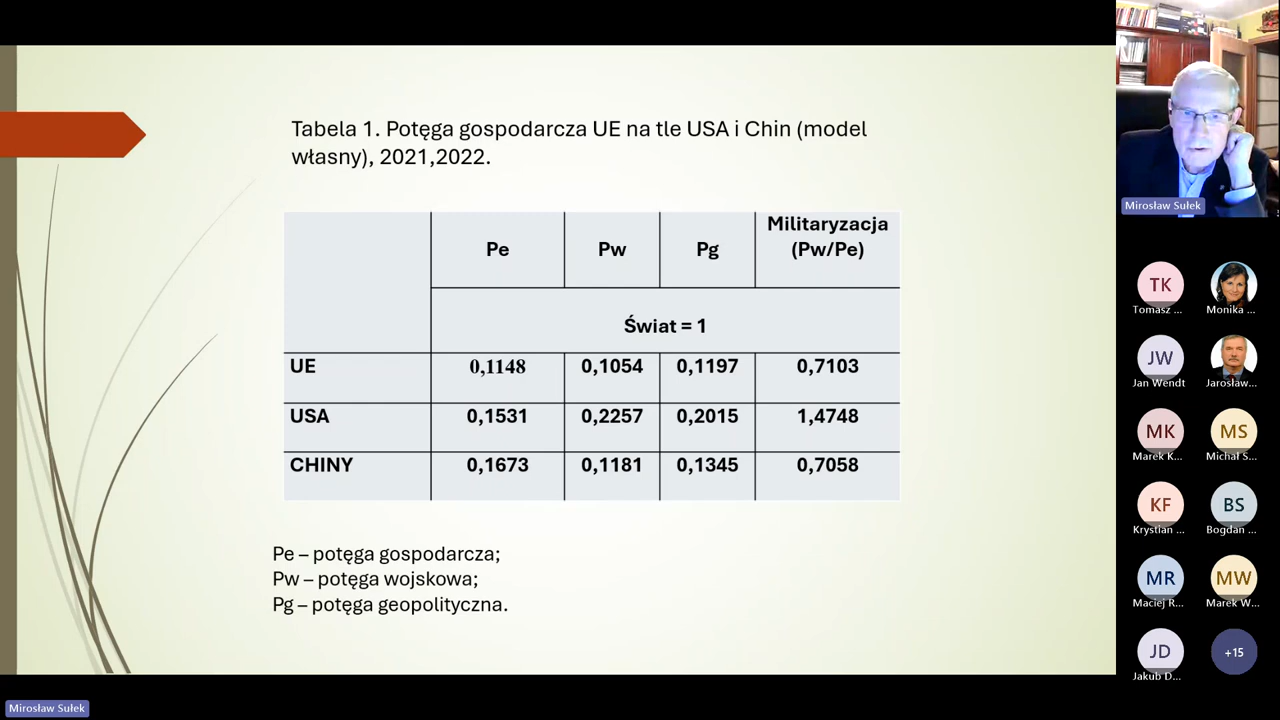 Tabela 1. Potęga gospodarcza UE na tle USA i Chin (model
własny), 2021,2022.
Pe Pw Pg Militaryzacja
(Pw/Pe)
Świat = 1
UE 0,1148 0,1054 0,1197 0,7103
USA 0,1531 0,2257 0,2015 1,4748
CHINY 0,1673 0,1181 0,1345 0,7058
Pe – potęga gospodarcza;
Pw – potęga wojskowa;
Pg – potęga geopolityczna.
Mirosław Sułek
TK
Tomasz ...
Monika ...
JW
Jan Wendt
Jarosław...
MK
Marek K...
MS
Michał S...
KF
Krystian ...
BS
Bogdan ...
MR
Maciej R...
MW
Marek W...
JD
Jakub D...
+15
Mirosław Sułek